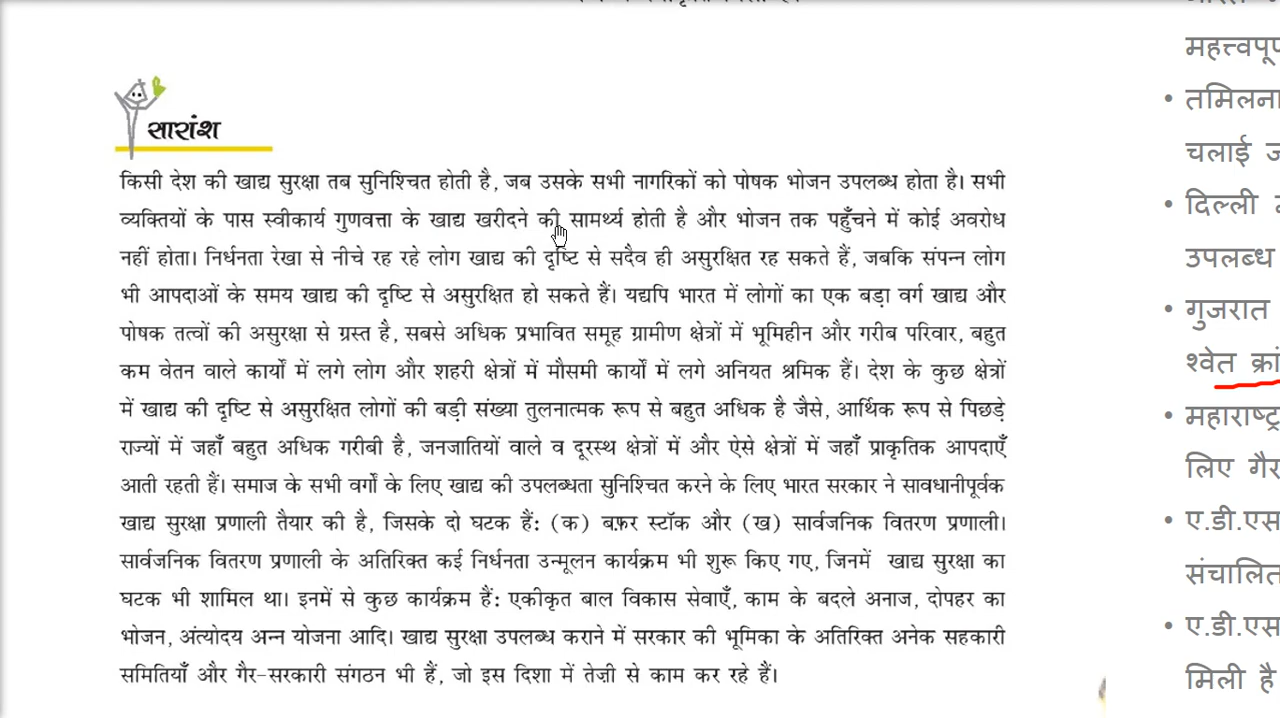 सारांश
किसी देश की खाद्य सुरक्षा तब सुनिश्चित होती है, जब उसके सभी नागरिकों को पोषक भोजन उपलब्ध होता है। सभी
व्यक्तियों के पास स्वीकार्य गुणवत्ता के खाद्य खरीदने की सामर्थ्य होती है और भोजन तक पहुँचने में कोई अवरोध
नहीं होता। निर्धनता रेखा से नीचे रह रहे लोग खाद्य की दृष्टि से सदैव ही असुरक्षित रह सकते हैं, जबकि संपन्न लोग
भी आपदाओं के समय खाद्य की दृष्टि से असुरक्षित हो सकते हैं। यद्यपि भारत में लोगों का एक बड़ा वर्ग खाद्य और
पोषक तत्वों की असुरक्षा से ग्रस्त है, सबसे अधिक प्रभावित समूह ग्रामीण क्षेत्रों में भूमिहीन और गरीब परिवार, बहुत
कम वेतन वाले कार्यों में लगे लोग और शहरी क्षेत्रों में मौसमी कार्यों में लगे अनियत श्रमिक हैं। देश के कुछ क्षेत्रों
में खाद्य की दृष्टि से असुरक्षित लोगों की बड़ी संख्या तुलनात्मक रूप से बहुत अधिक है जैसे, आर्थिक रूप से पिछड़े
राज्यों में जहाँ बहुत अधिक गरीबी है, जनजातियों वाले व दूरस्थ क्षेत्रों में और ऐसे क्षेत्रों में जहाँ प्राकृतिक आपदाएँ
आती रहती हैं। समाज के सभी वर्गों के लिए खाद्य की उपलब्धता सुनिश्चित करने के लिए भारत सरकार ने सावधानीपूर्वक
खाद्य सुरक्षा प्रणाली तैयार की है, जिसके दो घटक हैं: (क) बफ़र स्टॉक और (ख) सार्वजनिक वितरण प्रणाली।
सार्वजनिक वितरण प्रणाली के अतिरिक्त कई निर्धनता उन्मूलन कार्यक्रम भी शुरू किए गए, जिनमें खाद्य सुरक्षा का
घटक भी शामिल था। इनमें से कुछ कार्यक्रम हैं: एकीकृत बाल विकास सेवाएँ, काम के बदले अनाज, दोपहर का
भोजन, अंत्योदय अन्न योजना आदि। खाद्य सुरक्षा उपलब्ध कराने में सरकार की भूमिका के अतिरिक्त अनेक सहकारी
समितियाँ और गैर-सरकारी संगठन भी हैं, जो इस दिशा में तेज़ी से काम कर रहे हैं।
चलाई
• दिल्ली
उपलब्ध
• गुजरात
श्वेत
• महाराष्ट्र
लिए गैर
• ए.डी.एस
संचालित
• ए.डी.एस
मिली है